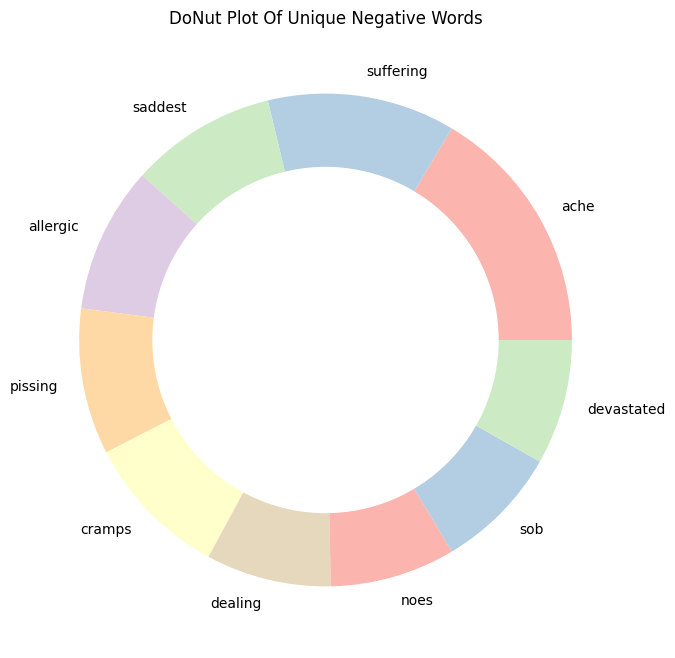 DoNut Plot Of Unique Negative Words
suffering
saddest
ache
allergic
pissing
devastated
cramps
sob
dealing
noes